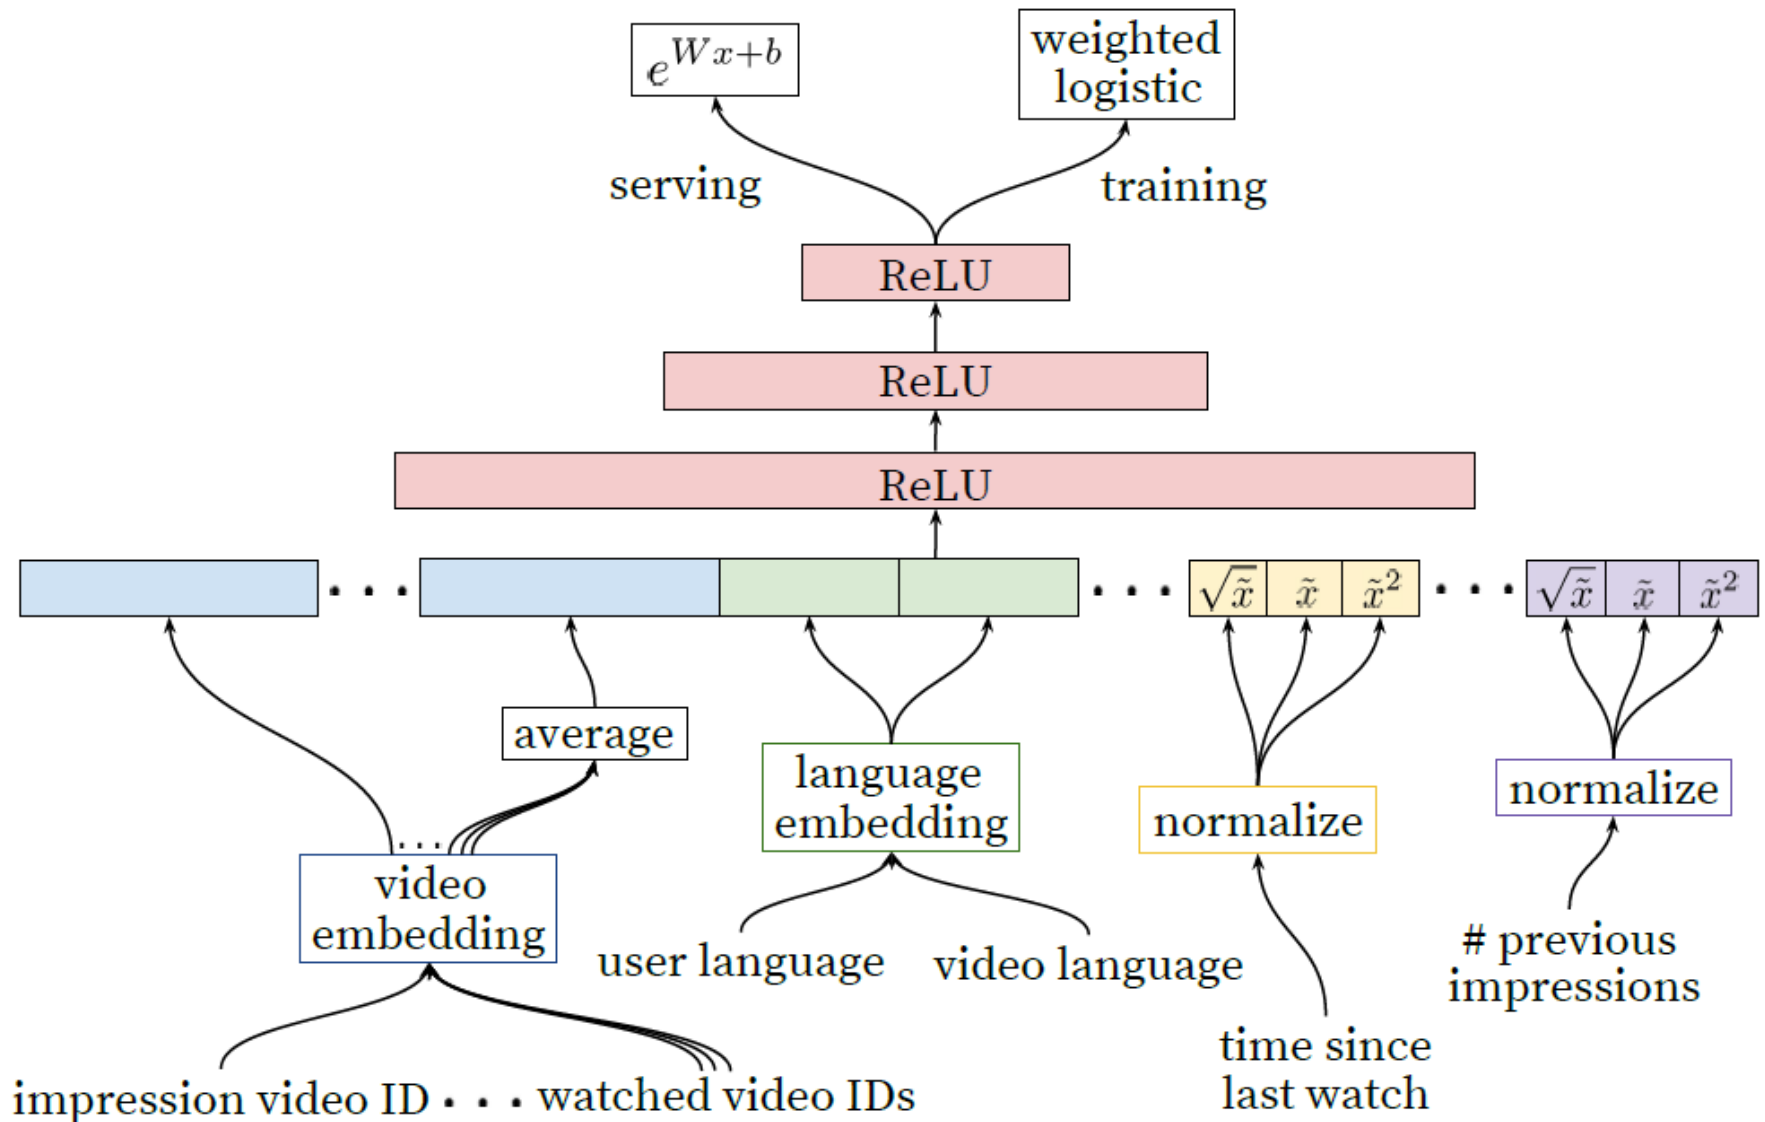 e^{Wx+b}
weighted
logistic
serving
training
ReLU
ReLU
ReLU
√x̃ x̃ x̃²
√x̃ x̃ x̃²
average
language
embedding
normalize
normalize
video
embedding
user language
video language
# previous
impressions
time since
last watch
impression video ID
watched video IDs